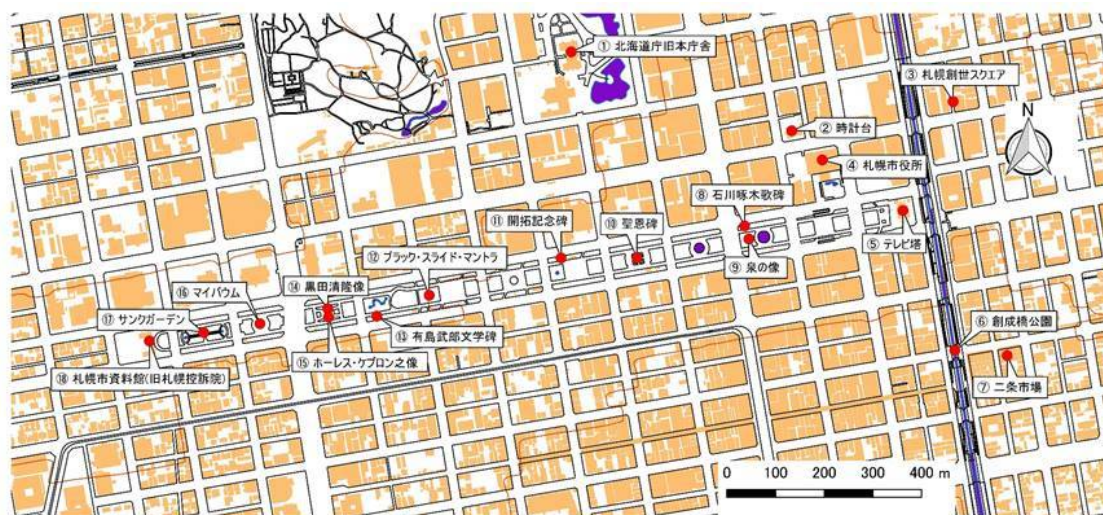 ① 北海道庁旧本庁舎
③ 札幌創世スクエア
② 時計台
N
④ 札幌市役所
⑧ 石川啄木歌碑
⑪ 開拓記念碑
⑩ 聖恩碑
⑤ テレビ塔
⑫ ブラック・スライド・マントラ
⑨ 泉の像
⑭ 黒田清隆像
⑯ マイバウム
⑰ サンクガーデン
⑬ 有島武郎文学碑
⑥ 創成橋公園
⑮ ホーレス・ケプロン之像
⑦ 二条市場
⑱ 札幌市資料館(旧札幌控訴院)
0 100 200 300 400 m